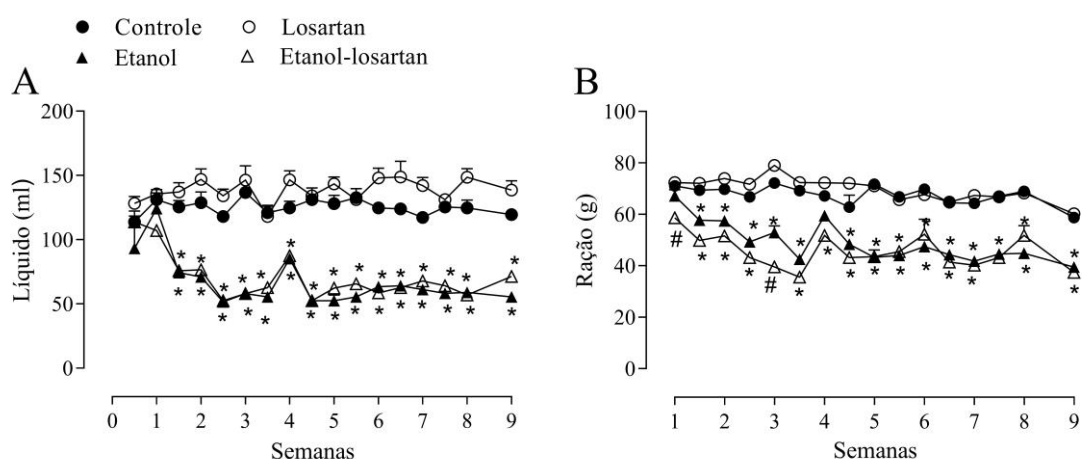 Controle Losartan
Etanol Etanol-losartan
A
200
150
100
50
0
Líquido (ml)
0 1 2 3 4 5 6 7 8 9
Semanas
B
100
80
60
40
20
0
Ração (g)
* * * * * * * * * * * *
# * * * # * * * * * * * * * *
1 2 3 4 5 6 7 8 9
Semanas